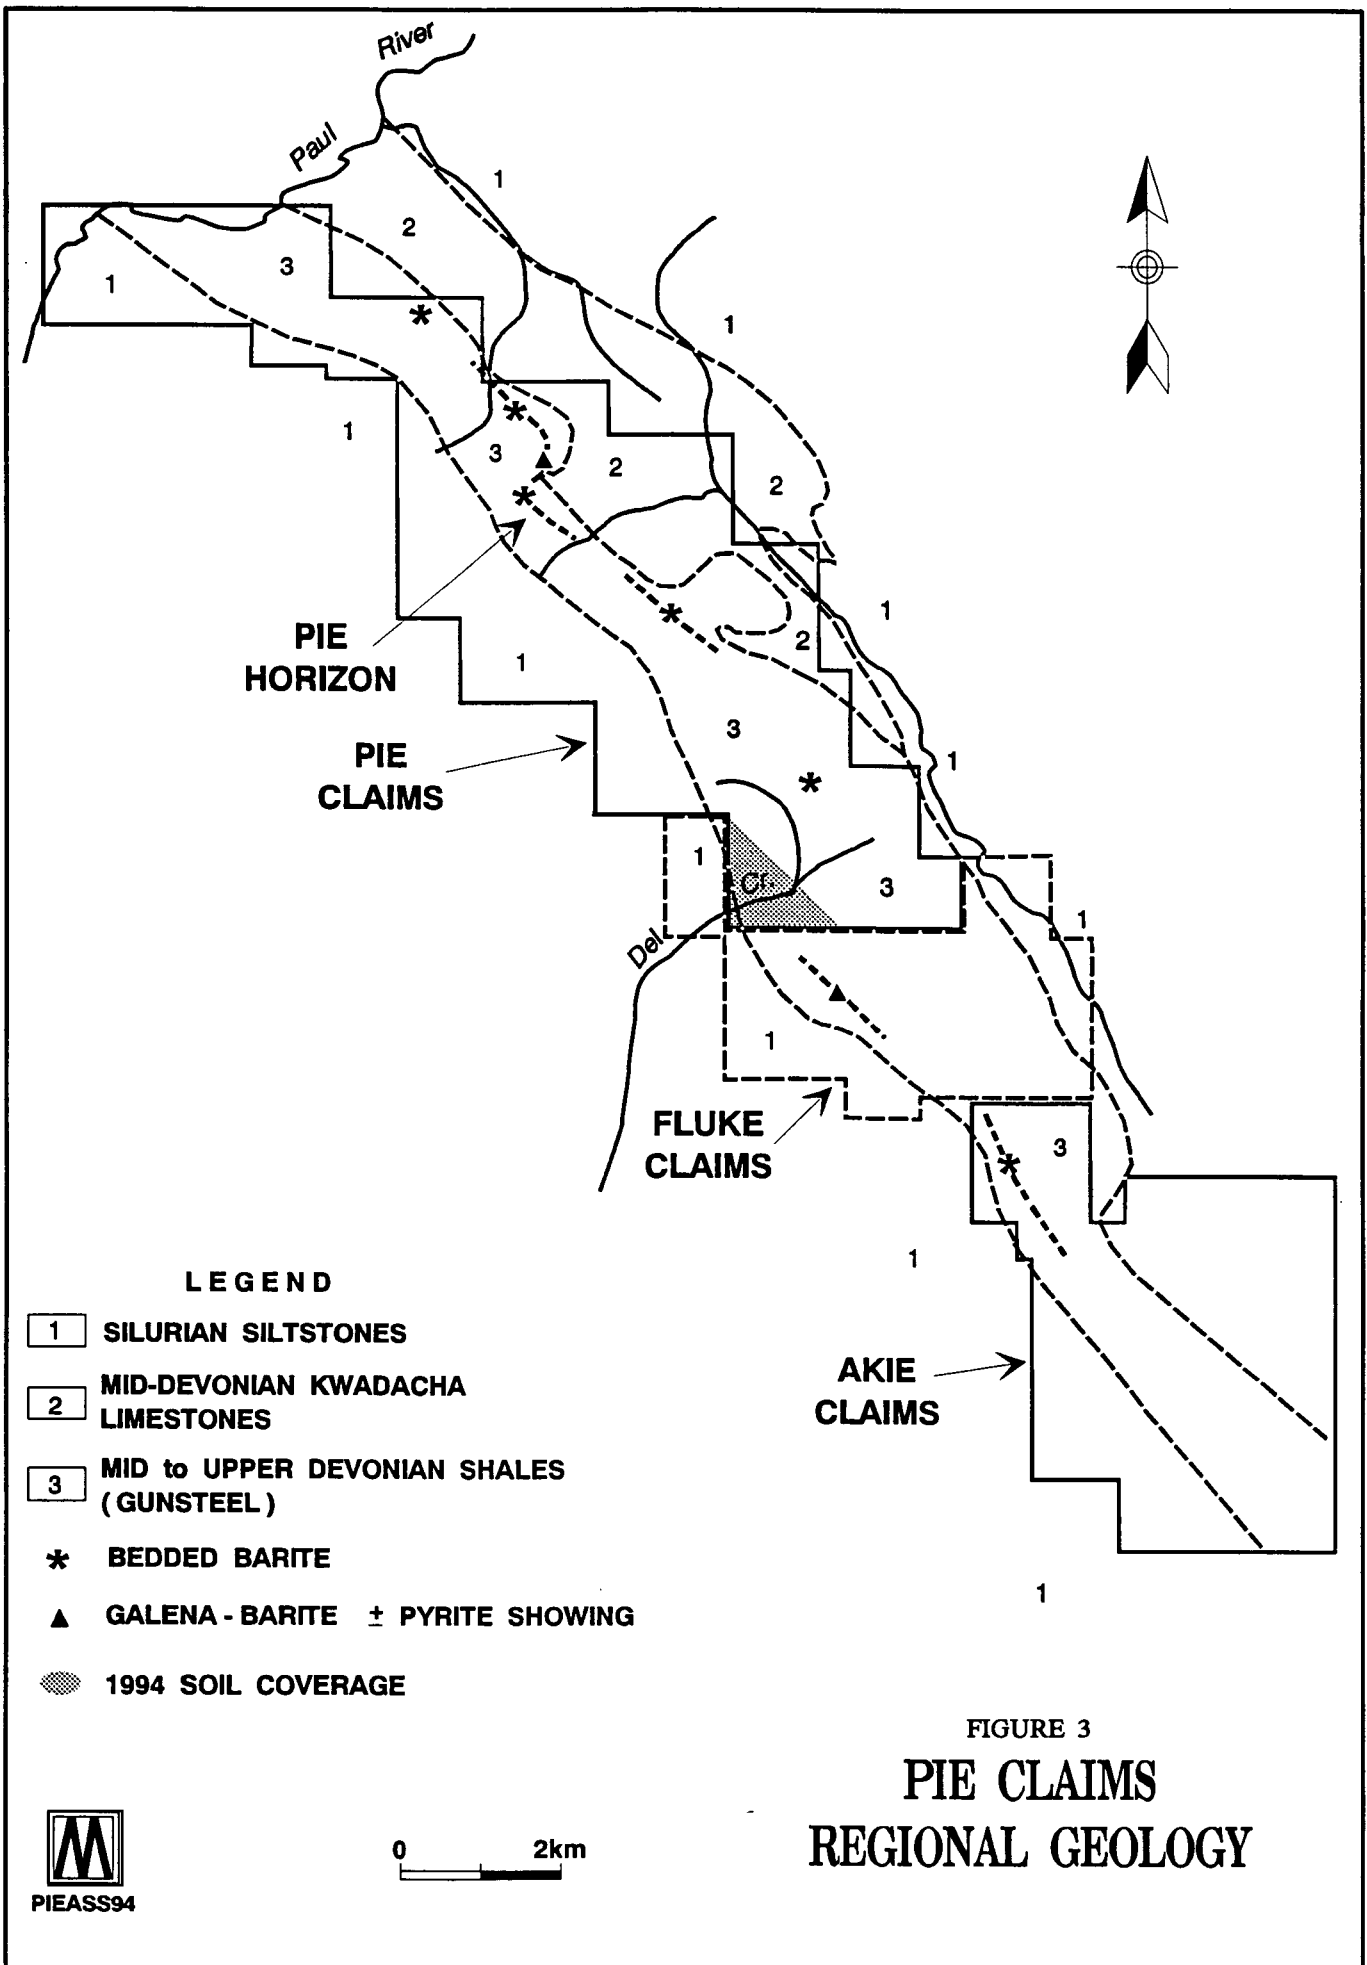 River
Paul
1
2
3
1
1
1
3
2
2
PIE
HORIZON
1
1
2
PIE
CLAIMS
3
1
1
Cr.
3
1
Del
1
FLUKE
CLAIMS
3
1
AKIE
CLAIMS
1
LEGEND
1 SILURIAN SILTSTONES
2 MID-DEVONIAN KWADACHA
LIMESTONES
3 MID to UPPER DEVONIAN SHALES
(GUNSTEEL)
* BEDDED BARITE
▲ GALENA - BARITE ± PYRITE SHOWING
1994 SOIL COVERAGE
FIGURE 3
PIE CLAIMS
REGIONAL GEOLOGY
M
PIEASS94
0 2km